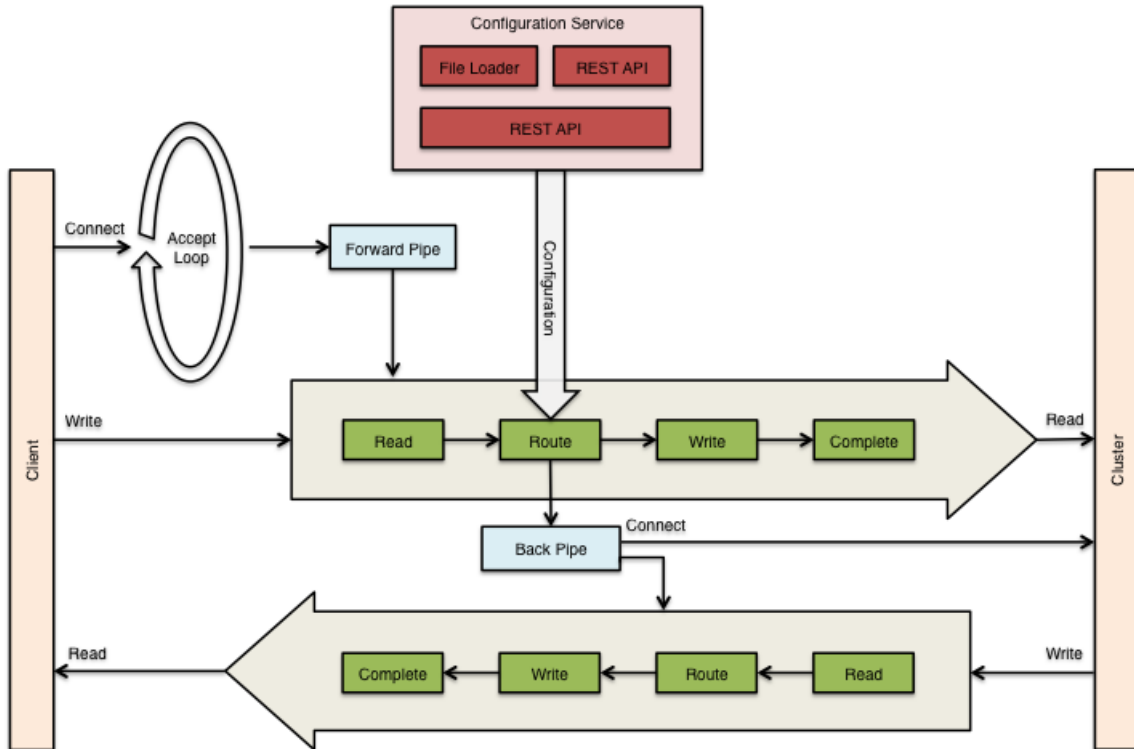 Configuration Service
File Loader
REST API
REST API
Connect
Accept
Loop
Forward Pipe
Configuration
Client
Write
Read
Route
Write
Complete
Read
Cluster
Back Pipe
Connect
Read
Complete
Write
Route
Read
Write